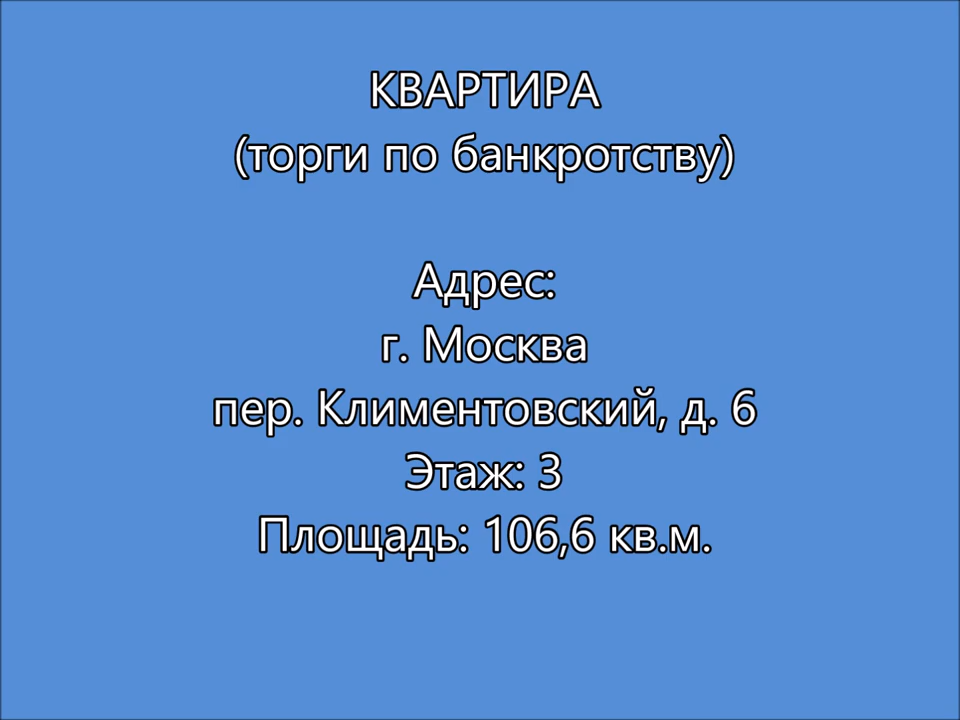 КВАРТИРА
(торги по банкротству)
Адрес:
г. Москва
пер. Климентовский, д. 6
Этаж: 3
Площадь: 106,6 кв.м.